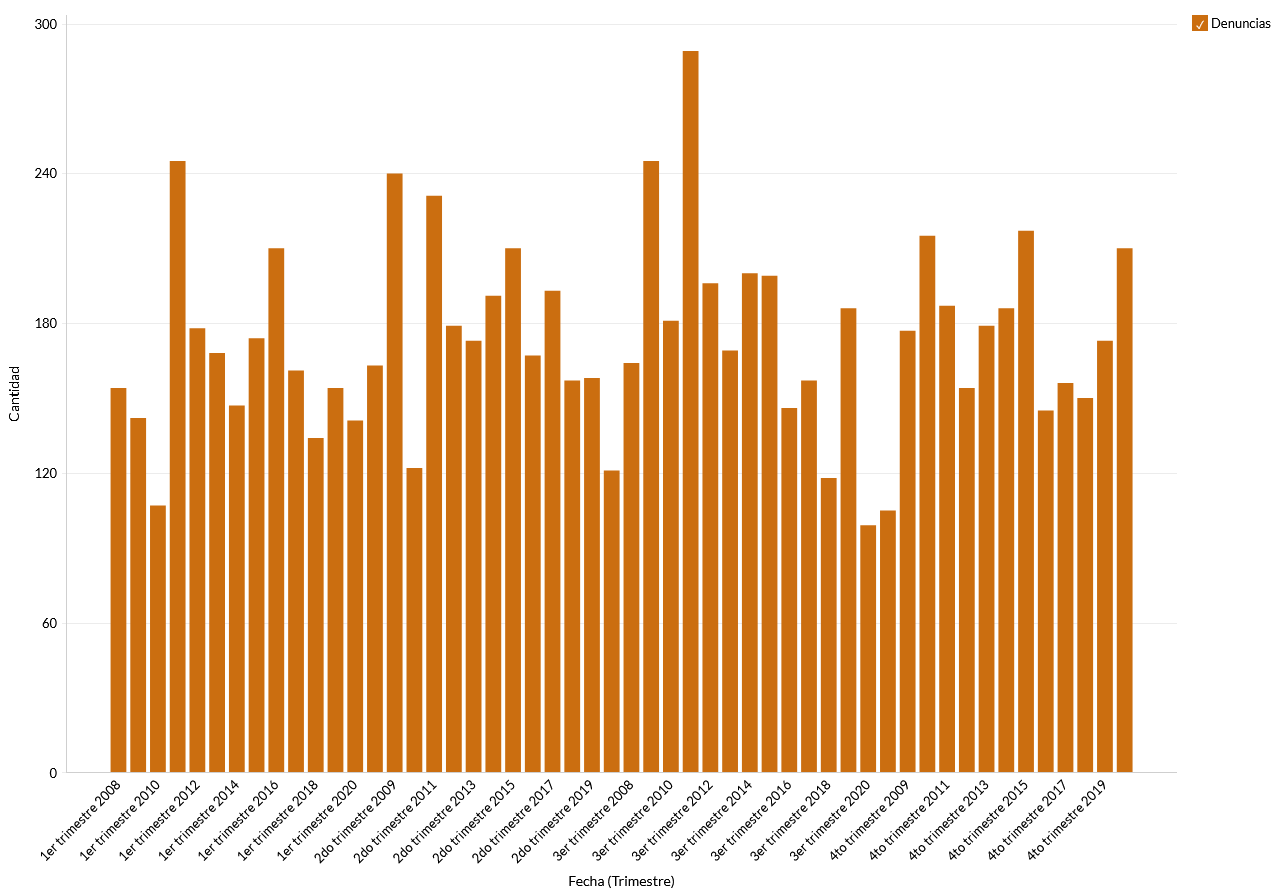 300
240
180
120
60
0
Cantidad
Denuncias
1er trimestre 2008
1er trimestre 2010
1er trimestre 2012
1er trimestre 2014
1er trimestre 2016
1er trimestre 2018
1er trimestre 2020
2do trimestre 2009
2do trimestre 2011
2do trimestre 2013
2do trimestre 2015
2do trimestre 2017
2do trimestre 2019
3er trimestre 2008
3er trimestre 2010
3er trimestre 2012
3er trimestre 2014
3er trimestre 2016
3er trimestre 2018
3er trimestre 2020
4to trimestre 2009
4to trimestre 2011
4to trimestre 2013
4to trimestre 2015
4to trimestre 2017
4to trimestre 2019
Fecha (Trimestre)